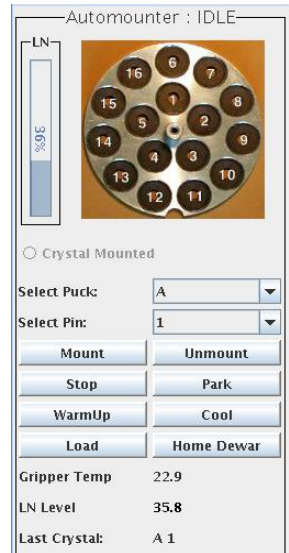 Automounter : IDLE
LN
36%
6
16 7
15 1 8
5 2
14 9
4 3
13 10
12 11
Crystal Mounted
Select Puck: A
Select Pin: 1
Mount Unmount
Stop Park
WarmUp Cool
Load Home Dewar
Gripper Temp 22.9
LN Level 35.8
Last Crystal: A 1